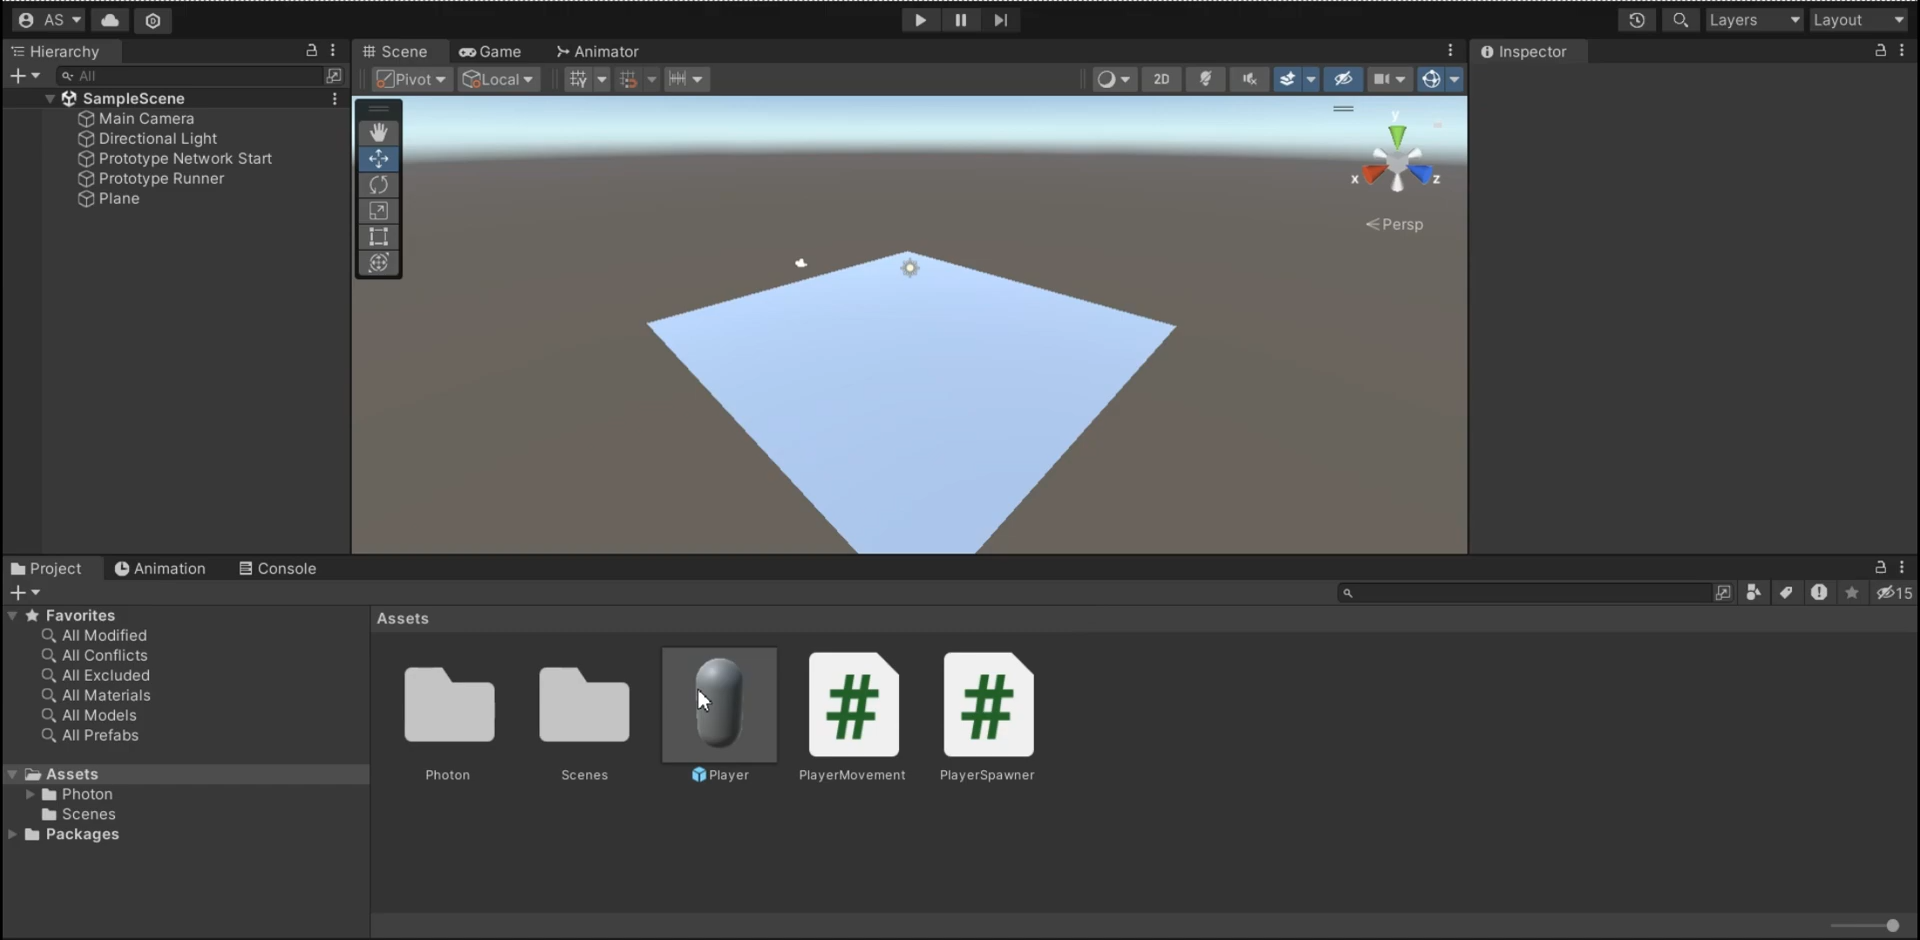 AS
Layers
Layout
Hierarchy
Scene
Game
Animator
Inspector
All
Pivot
Local
2D
SampleScene
Main Camera
Directional Light
Prototype Network Start
Prototype Runner
Plane
y
x
z
Persp
Project
Animation
Console
15
Favorites
All Modified
All Conflicts
All Excluded
All Materials
All Models
All Prefabs
Assets
Photon
Scenes
Packages
Assets
#
#
Photon
Scenes
Player
PlayerMovement
PlayerSpawner